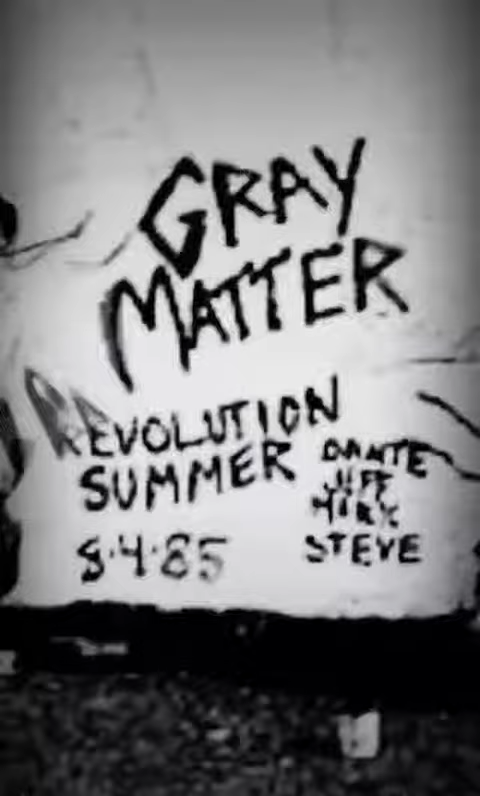 GRAY
MATTER
REVOLUTION
SUMMER
8·4·85
DANTE
JEFF
MARK
STEVE